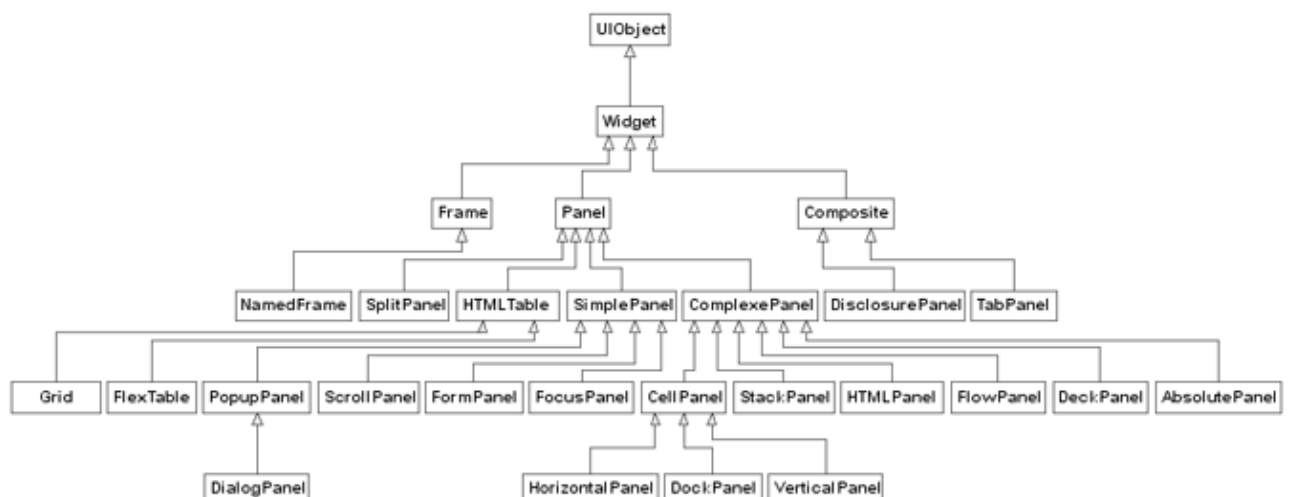 UIObject
Widget
Frame
Panel
Composite
NamedFrame
SplitPanel
HTMLTable
SimplePanel
ComplexePanel
DisclosurePanel
TabPanel
Grid
FlexTable
PopupPanel
ScrollPanel
FormPanel
FocusPanel
CellPanel
StackPanel
HTMLPanel
FlowPanel
DeckPanel
AbsolutePanel
DialogPanel
HorizontalPanel
DockPanel
VerticalPanel